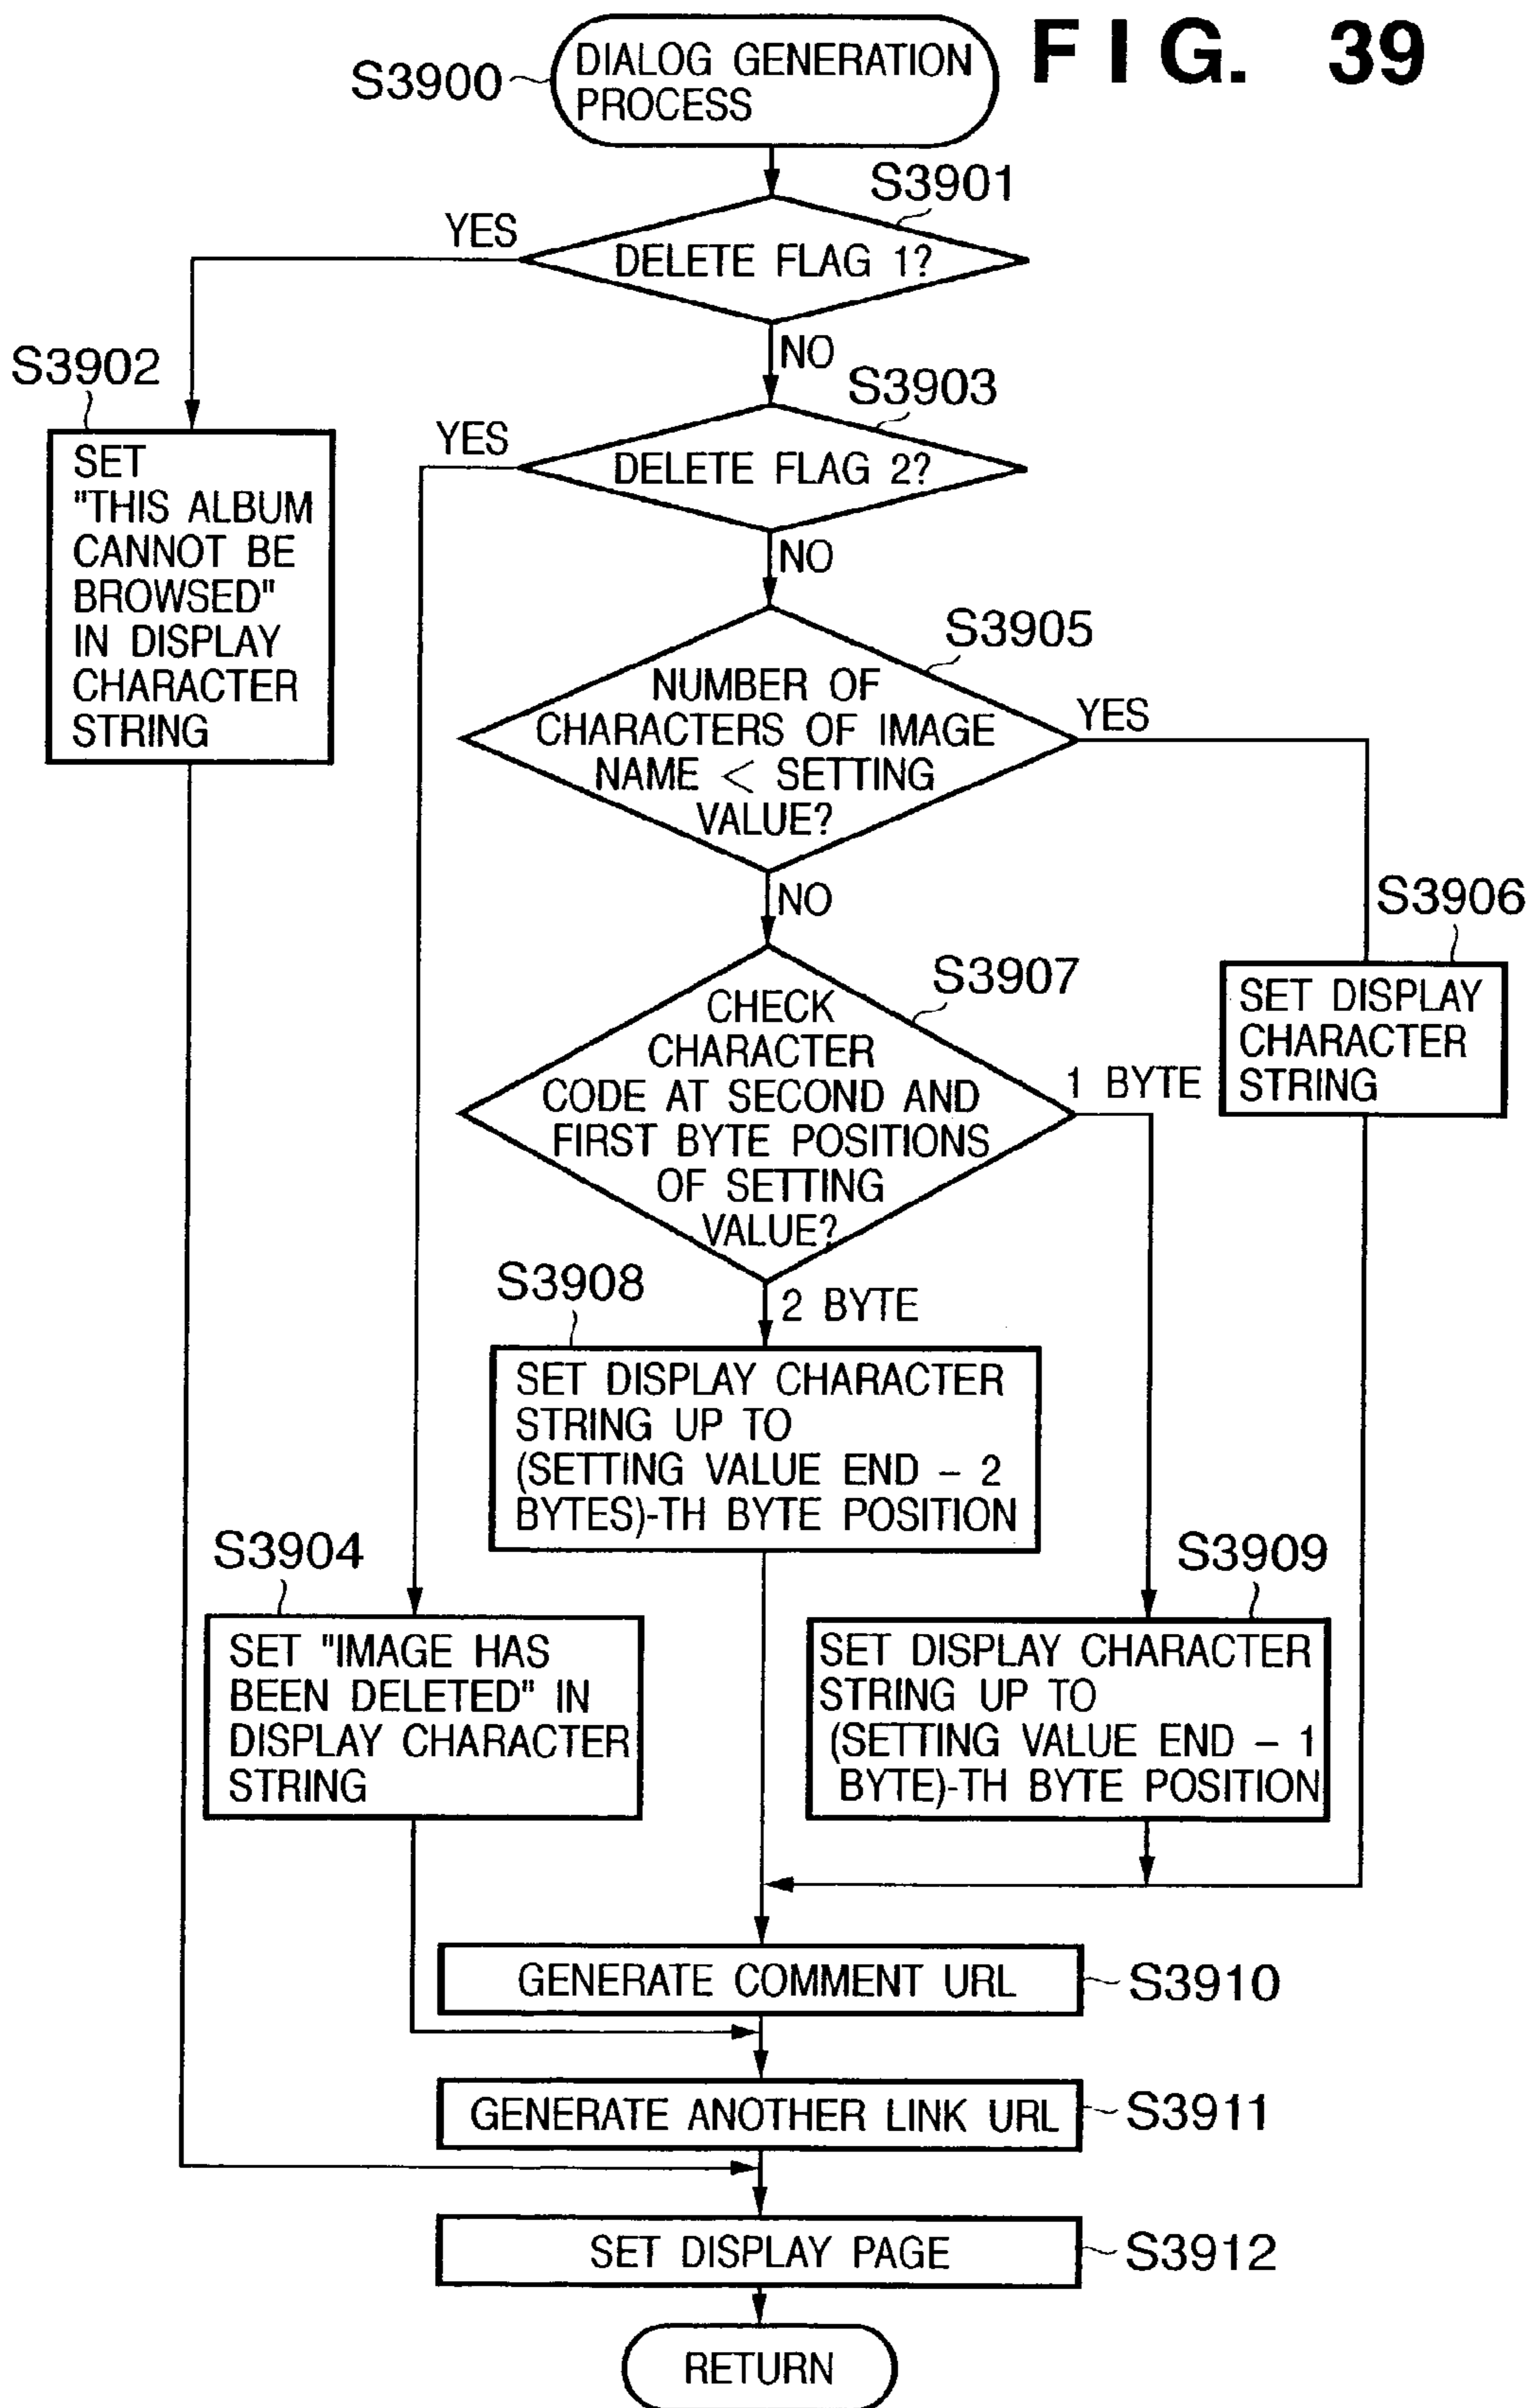 FIG. 39
S3900
DIALOG GENERATION
PROCESS
S3901
YES
DELETE FLAG 1?
NO
S3902
SET
"THIS ALBUM
CANNOT BE
BROWSED"
IN DISPLAY
CHARACTER
STRING
S3903
YES
DELETE FLAG 2?
NO
S3905
NUMBER OF
CHARACTERS OF IMAGE
NAME < SETTING
VALUE?
YES
NO
S3906
SET DISPLAY
CHARACTER
STRING
S3907
CHECK
CHARACTER
CODE AT SECOND AND
FIRST BYTE POSITIONS
OF SETTING
VALUE?
1 BYTE
2 BYTE
S3908
SET DISPLAY CHARACTER
STRING UP TO
(SETTING VALUE END – 2
BYTES)-TH BYTE POSITION
S3904
SET "IMAGE HAS
BEEN DELETED" IN
DISPLAY CHARACTER
STRING
S3909
SET DISPLAY CHARACTER
STRING UP TO
(SETTING VALUE END – 1
BYTE)-TH BYTE POSITION
GENERATE COMMENT URL
S3910
GENERATE ANOTHER LINK URL
S3911
SET DISPLAY PAGE
S3912
RETURN